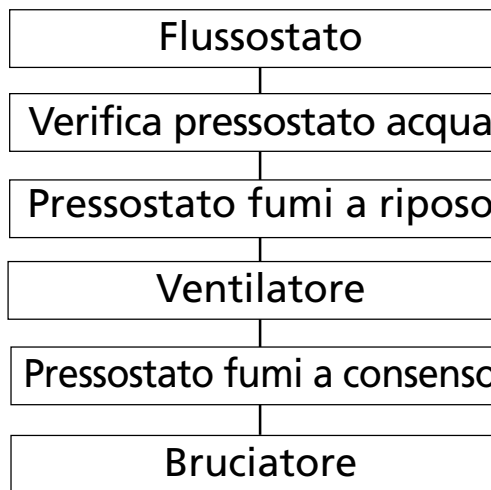 Flussostato
Verifica pressostato acqua
Pressostato fumi a riposo
Ventilatore
Pressostato fumi a consenso
Bruciatore